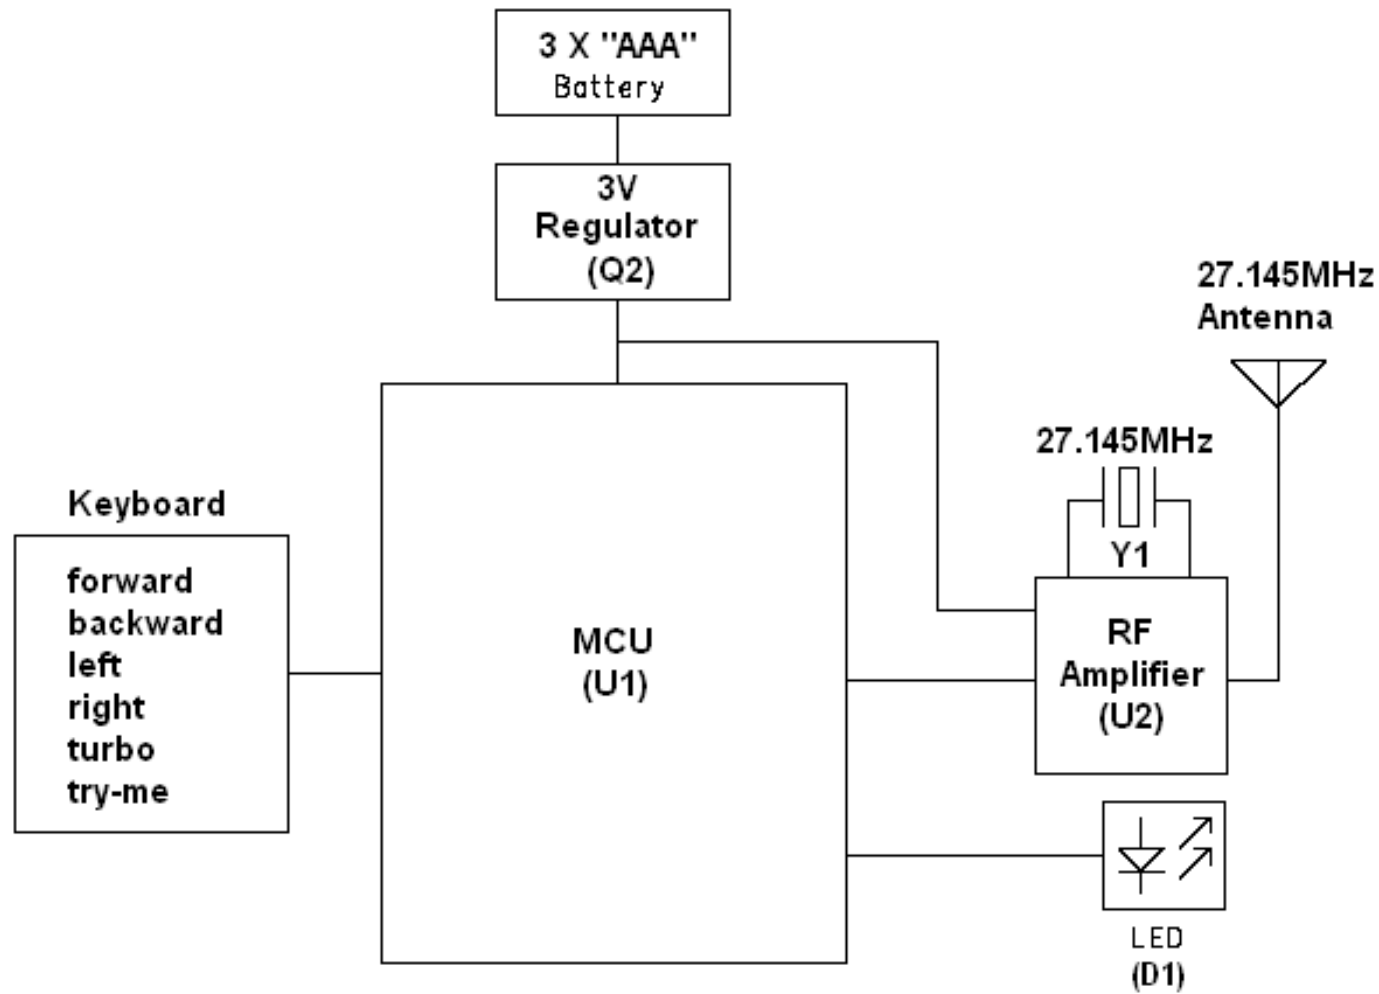 3 X "AAA"
Battery
3V
Regulator
(Q2)
27.145MHz
Antenna
27.145MHz
Y1
Keyboard
forward
backward
left
right
turbo
try-me
MCU
(U1)
RF
Amplifier
(U2)
LED
(D1)